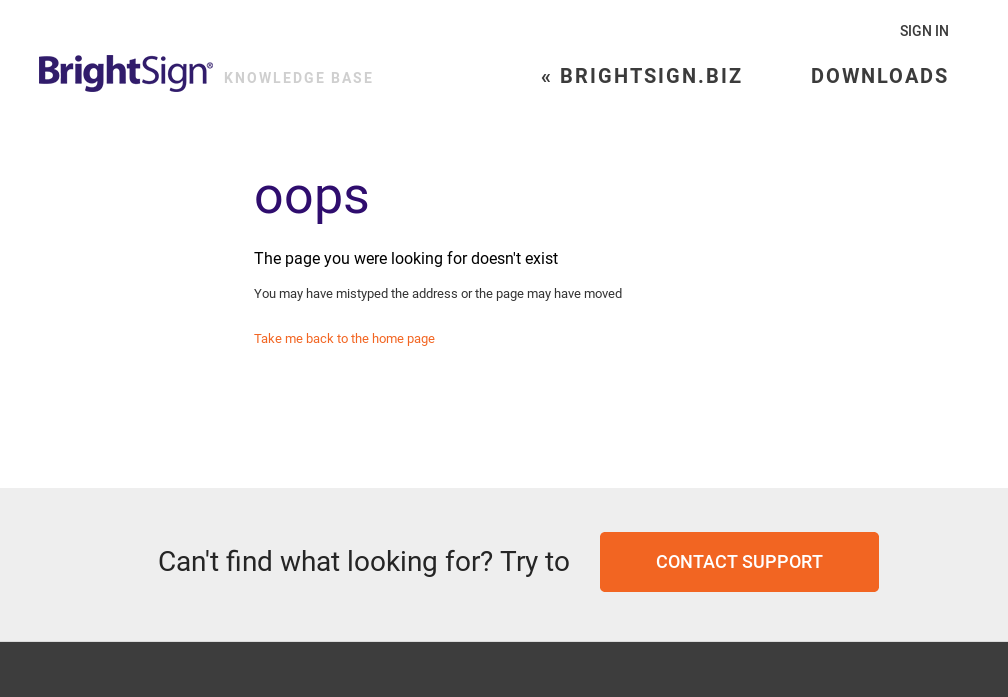 SIGN IN
BrightSign® KNOWLEDGE BASE
« BRIGHTSIGN.BIZ
DOWNLOADS
oops
The page you were looking for doesn't exist
You may have mistyped the address or the page may have moved
Take me back to the home page
Can't find what looking for? Try to
CONTACT SUPPORT